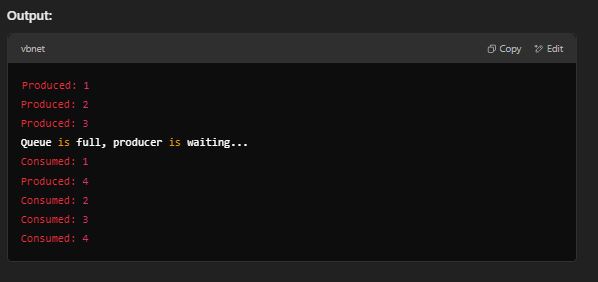 Output:
vbnet Copy Edit
Produced: 1
Produced: 2
Produced: 3
Queue is full, producer is waiting...
Consumed: 1
Produced: 4
Consumed: 2
Consumed: 3
Consumed: 4